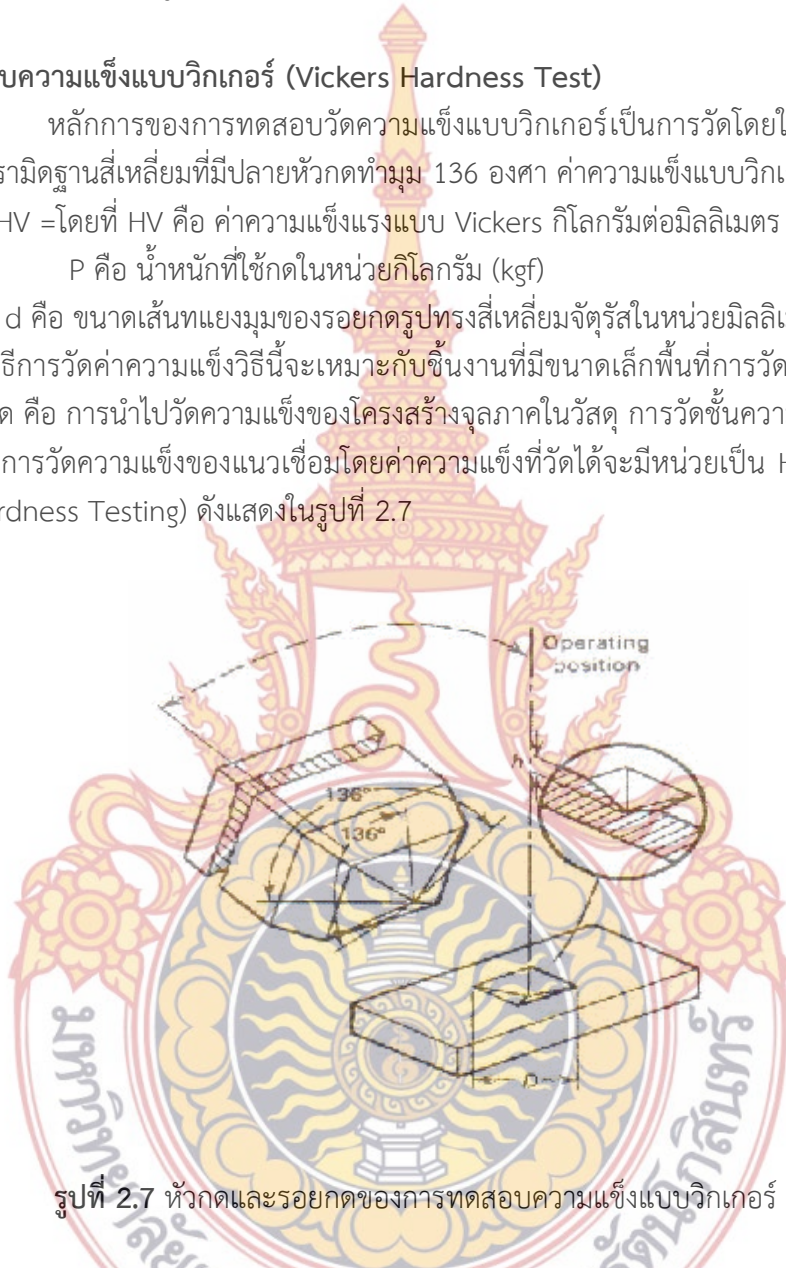 บความแข็งแบบวิกเกอร์ (Vickers Hardness Test)
หลักการของการทดสอบวัดความแข็งแบบวิกเกอร์เป็นการวัดโดยใ
รามิดฐานสี่เหลี่ยมที่มีปลายหัวกดทำมุม 136 องศา ค่าความแข็งแบบวิกเ
HV =โดยที่ HV คือ ค่าความแข็งแรงแบบ Vickers กิโลกรัมต่อมิลลิเมตร
P คือ น้ำหนักที่ใช้กดในหน่วยกิโลกรัม (kgf)
d คือ ขนาดเส้นทแยงมุมของรอยกดรูปทรงสี่เหลี่ยมจัตุรัสในหน่วยมิลลิเ
ธีการวัดค่าความแข็งวิธีนี้จะเหมาะกับชิ้นงานที่มีขนาดเล็กพื้นที่การวัด
ด คือ การนำไปวัดความแข็งของโครงสร้างจุลภาคในวัสดุ การวัดชั้นควา
การวัดความแข็งของแนวเชื่อมโดยค่าความแข็งที่วัดได้จะมีหน่วยเป็น H
rdness Testing) ดังแสดงในรูปที่ 2.7
Operating
position
h
136°
136°
D
รูปที่ 2.7 หัวกดและรอยกดของการทดสอบความแข็งแบบวิกเกอร์